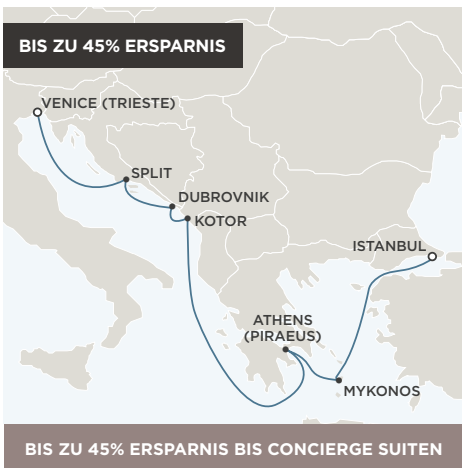 BIS ZU 45% ERSPARNIS
VENICE (TRIESTE)
SPLIT
DUBROVNIK
KOTOR
ISTANBUL
ATHENS
(PIRAEUS)
MYKONOS
BIS ZU 45% ERSPARNIS BIS CONCIERGE SUITEN